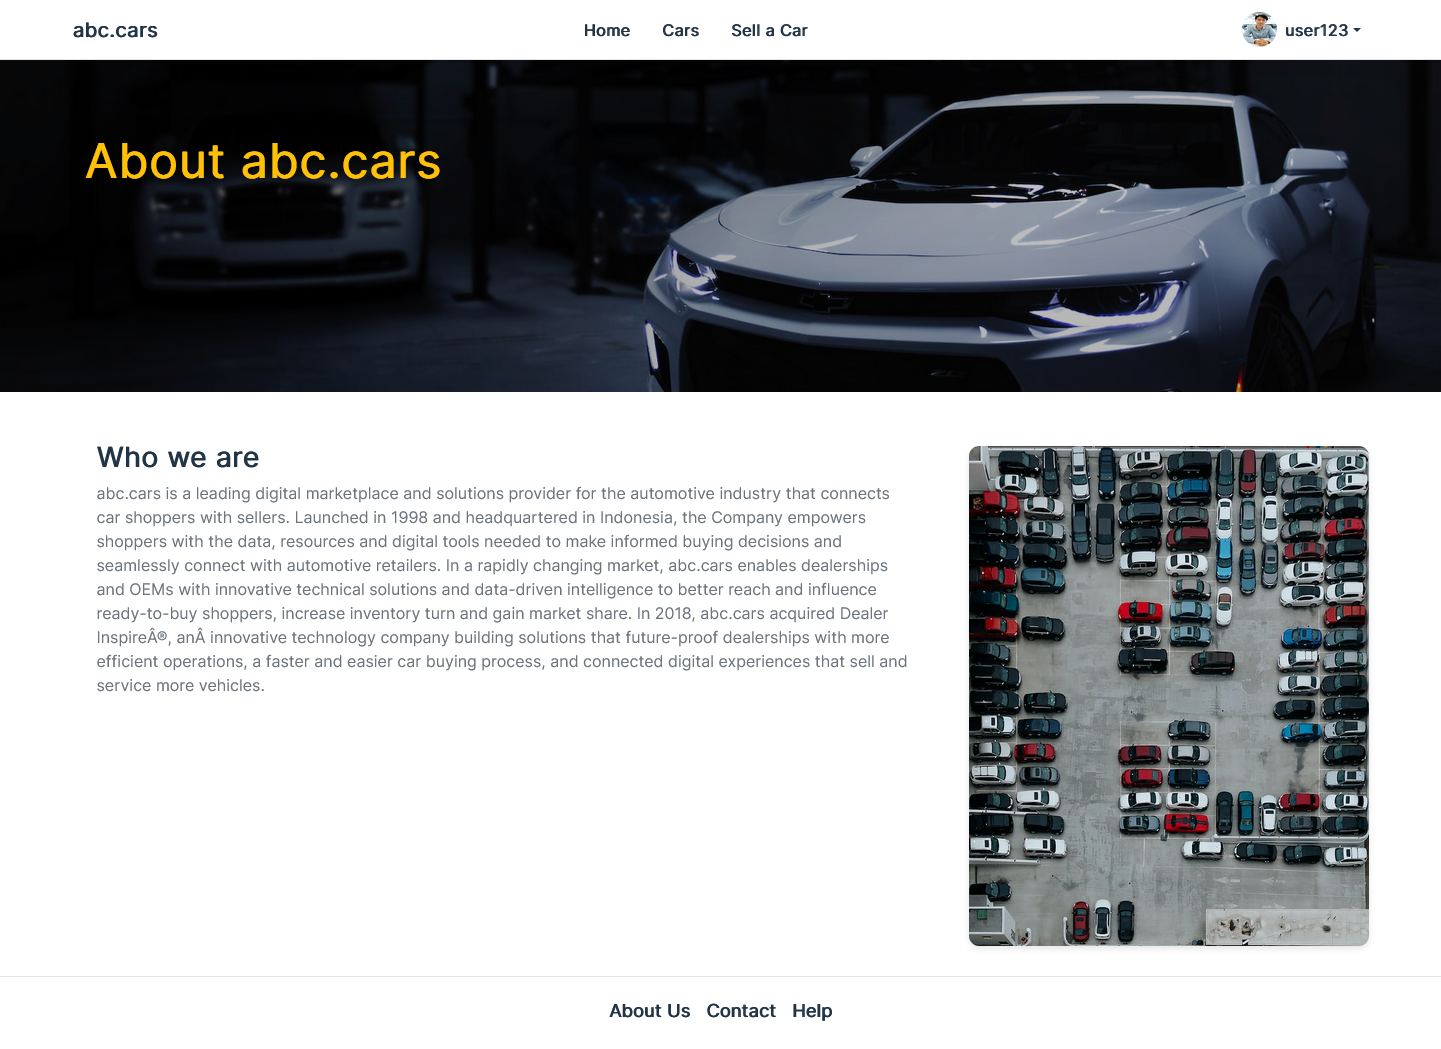 abc.cars
Home Cars Sell a Car
user123
About abc.cars
Who we are
abc.cars is a leading digital marketplace and solutions provider for the automotive industry that connects
car shoppers with sellers. Launched in 1998 and headquartered in Indonesia, the Company empowers
shoppers with the data, resources and digital tools needed to make informed buying decisions and
seamlessly connect with automotive retailers. In a rapidly changing market, abc.cars enables dealerships
and OEMs with innovative technical solutions and data-driven intelligence to better reach and influence
ready-to-buy shoppers, increase inventory turn and gain market share. In 2018, abc.cars acquired Dealer
InspireÂ®, anÂ innovative technology company building solutions that future-proof dealerships with more
efficient operations, a faster and easier car buying process, and connected digital experiences that sell and
service more vehicles.
About Us Contact Help